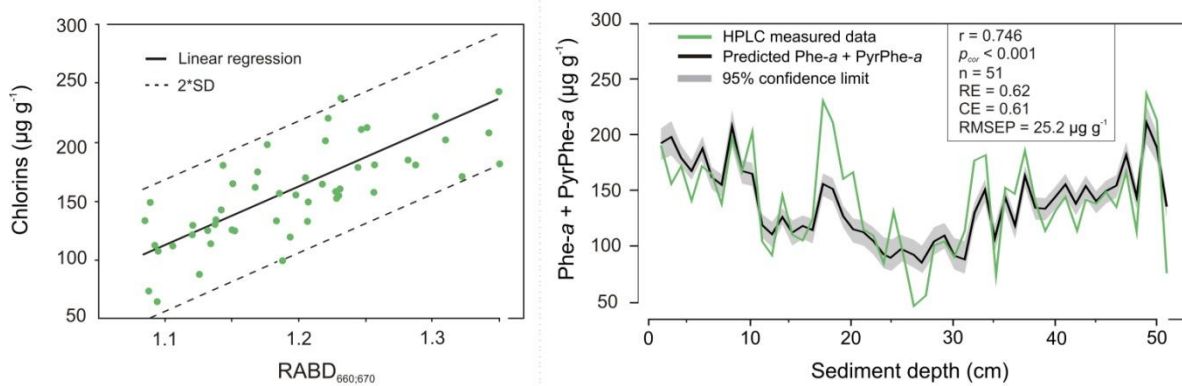 300
250
200
150
100
50
Chlorins (µg g⁻¹)
Linear regression
2*SD
1.1
1.2
1.3
RABD₆₆₀;₆₇₀
300
250
200
150
100
50
Phe-a + PyrPhe-a (µg g⁻¹)
HPLC measured data
Predicted Phe-a + PyrPhe-a
95% confidence limit
r = 0.746
pcor < 0.001
n = 51
RE = 0.62
CE = 0.61
RMSEP = 25.2 µg g⁻¹
0
10
20
30
40
50
Sediment depth (cm)